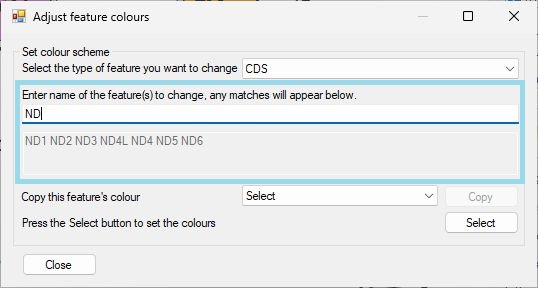 Adjust feature colours
Set colour scheme
Select the type of feature you want to change CDS
Enter name of the feature(s) to change, any matches will appear below.
ND
ND1 ND2 ND3 ND4L ND4 ND5 ND6
Copy this feature's colour Select Copy
Press the Select button to set the colours Select
Close